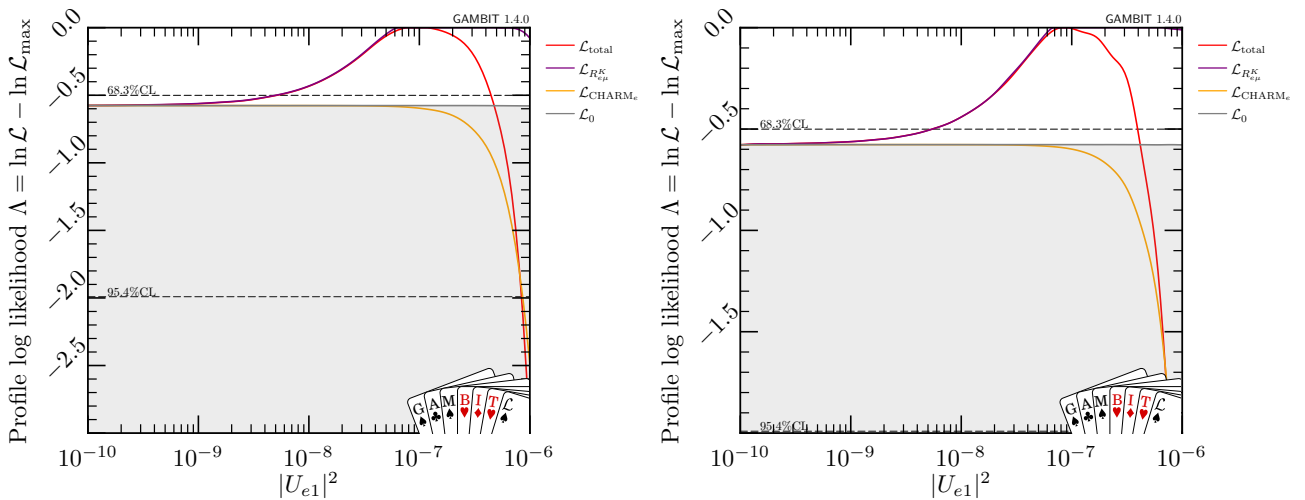 GAMBIT 1.4.0
Profile log likelihood Λ = ln ℒ − ln ℒmax
0.0
−0.5
−1.0
−1.5
−2.0
−2.5
68.3%CL
95.4%CL
ℒtotal
ℒR^K_eμ
ℒCHARMe
ℒ0
G A M B I T ℒ
10⁻¹⁰ 10⁻⁹ 10⁻⁸ 10⁻⁷ 10⁻⁶
|Ue1|²
GAMBIT 1.4.0
Profile log likelihood Λ = ln ℒ − ln ℒmax
0.0
−0.5
−1.0
−1.5
68.3%CL
95.4%CL
ℒtotal
ℒR^K_eμ
ℒCHARMe
ℒ0
G A M B I T ℒ
10⁻¹⁰ 10⁻⁹ 10⁻⁸ 10⁻⁷ 10⁻⁶
|Ue1|²